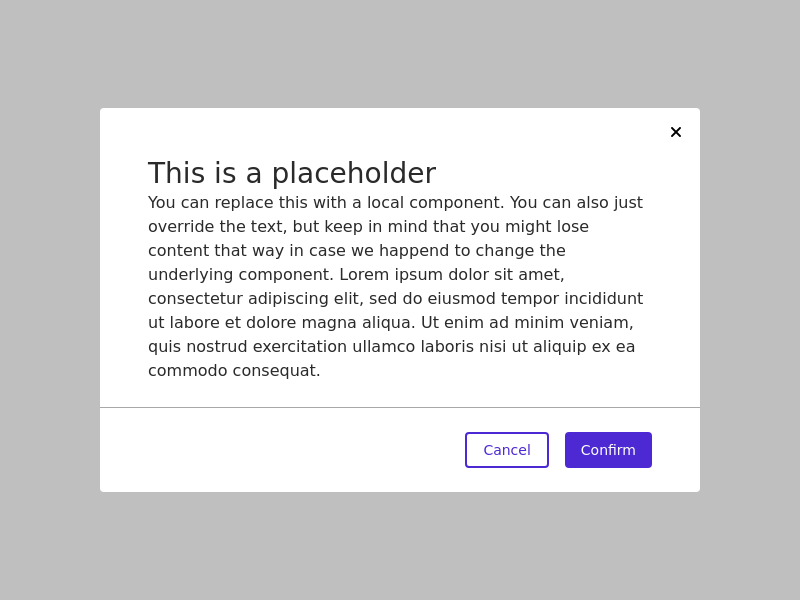 This is a placeholder
You can replace this with a local component. You can also just
override the text, but keep in mind that you might lose
content that way in case we happend to change the
underlying component. Lorem ipsum dolor sit amet,
consectetur adipiscing elit, sed do eiusmod tempor incididunt
ut labore et dolore magna aliqua. Ut enim ad minim veniam,
quis nostrud exercitation ullamco laboris nisi ut aliquip ex ea
commodo consequat.
Cancel
Confirm